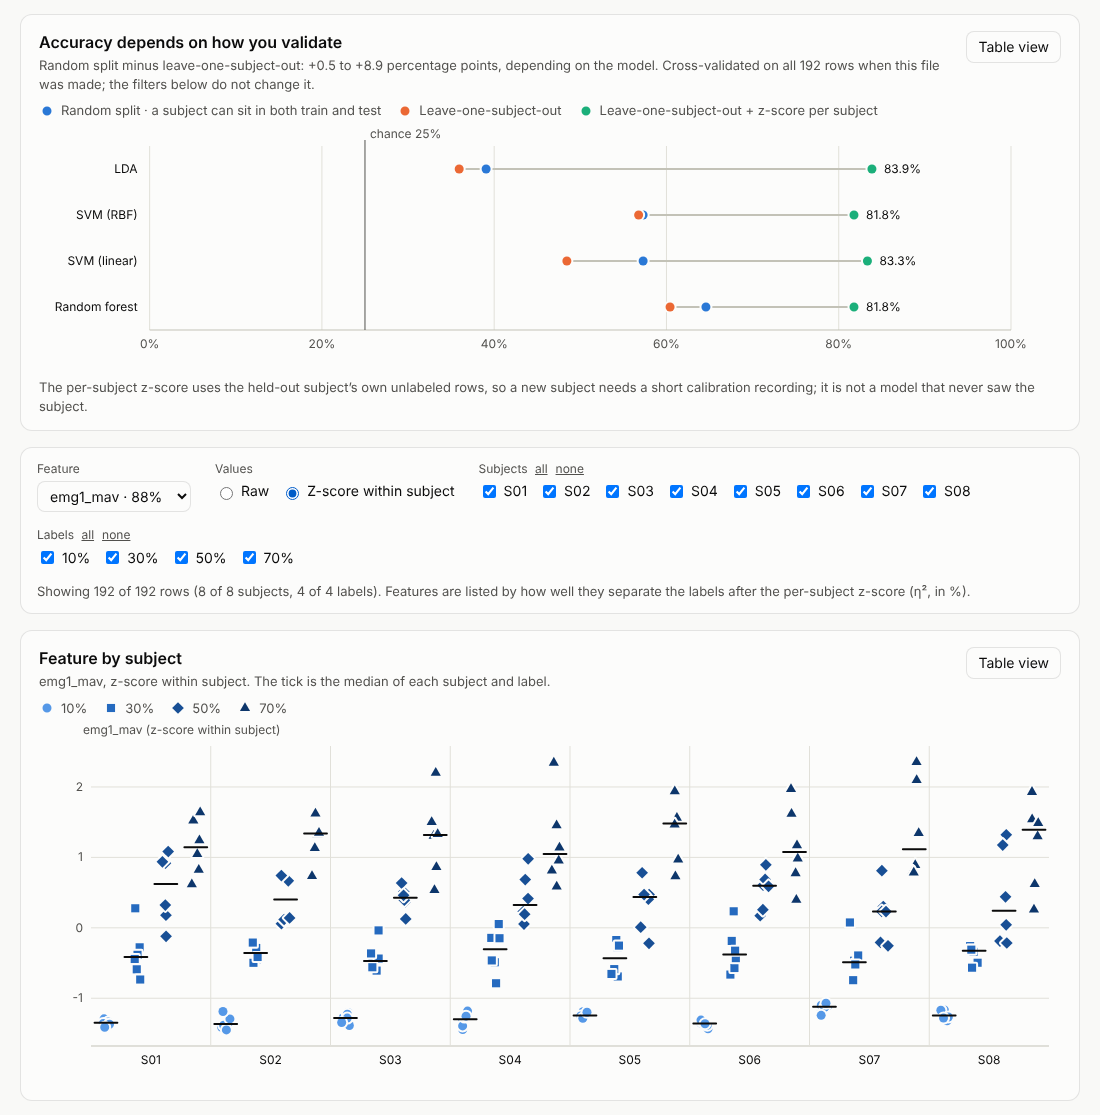 Accuracy depends on how you validate
Table view
Random split minus leave-one-subject-out: +0.5 to +8.9 percentage points, depending on the model. Cross-validated on all 192 rows when this file
was made; the filters below do not change it.
Random split · a subject can sit in both train and test
Leave-one-subject-out
Leave-one-subject-out + z-score per subject
chance 25%
LDA
83.9%
SVM (RBF)
81.8%
SVM (linear)
83.3%
Random forest
81.8%
0%
20%
40%
60%
80%
100%
The per-subject z-score uses the held-out subject's own unlabeled rows, so a new subject needs a short calibration recording; it is not a model that never saw the
subject.
Feature
Values
Subjects all none
emg1_mav · 88%
Raw
Z-score within subject
S01
S02
S03
S04
S05
S06
S07
S08
Labels all none
10%
30%
50%
70%
Showing 192 of 192 rows (8 of 8 subjects, 4 of 4 labels). Features are listed by how well they separate the labels after the per-subject z-score (η², in %).
Feature by subject
Table view
emg1_mav, z-score within subject. The tick is the median of each subject and label.
10%
30%
50%
70%
emg1_mav (z-score within subject)
2
1
0
-1
S01
S02
S03
S04
S05
S06
S07
S08